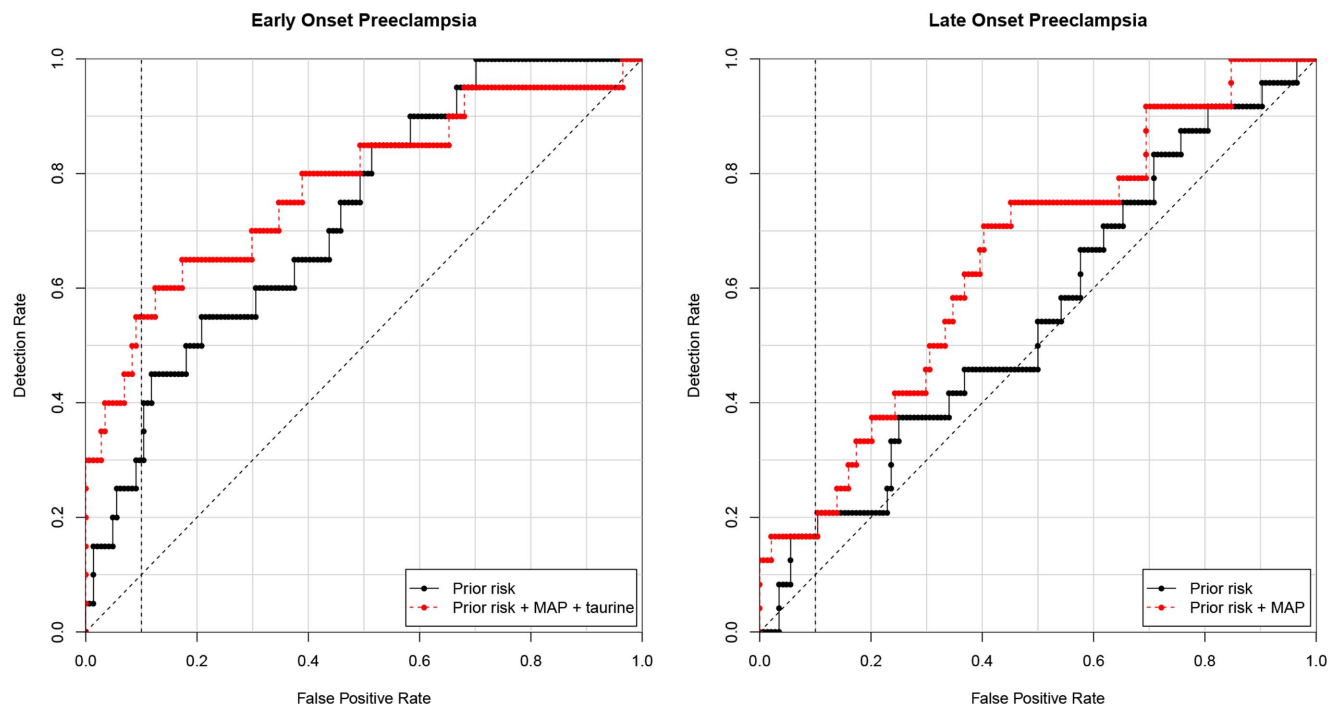 Early Onset Preeclampsia
Detection Rate
1.0
0.8
0.6
0.4
0.2
0.0
Prior risk
Prior risk + MAP + taurine
0.0 0.2 0.4 0.6 0.8 1.0
False Positive Rate
Late Onset Preeclampsia
Detection Rate
1.0
0.8
0.6
0.4
0.2
0.0
Prior risk
Prior risk + MAP
0.0 0.2 0.4 0.6 0.8 1.0
False Positive Rate